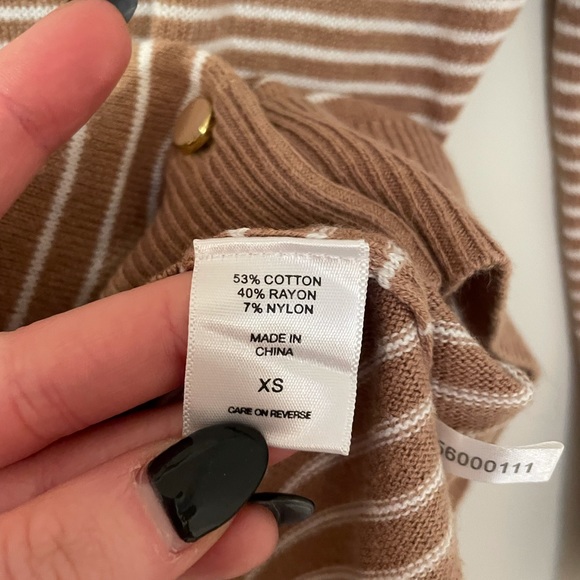 53% COTTON
40% RAYON
7% NYLON
MADE IN
CHINA
XS
CARE ON REVERSE
56000111